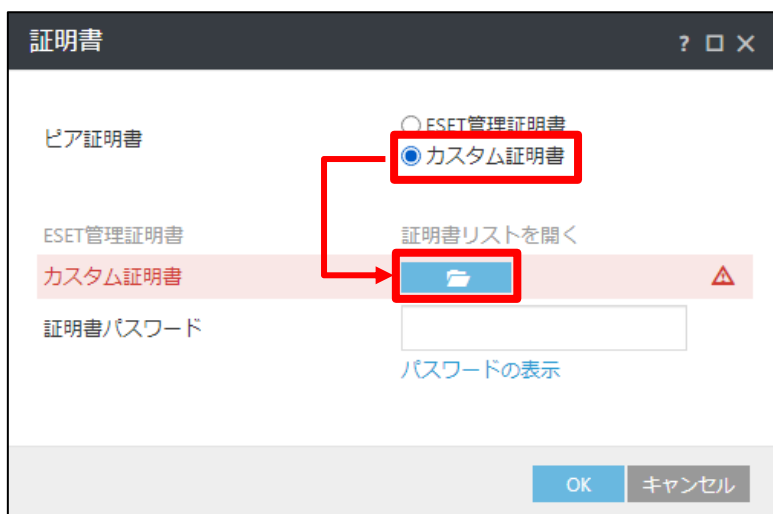 証明書
?
ピア証明書
ESET管理証明書
カスタム証明書
ESET管理証明書
証明書リストを開く
カスタム証明書
証明書パスワード
パスワードの表示
OK
キャンセル